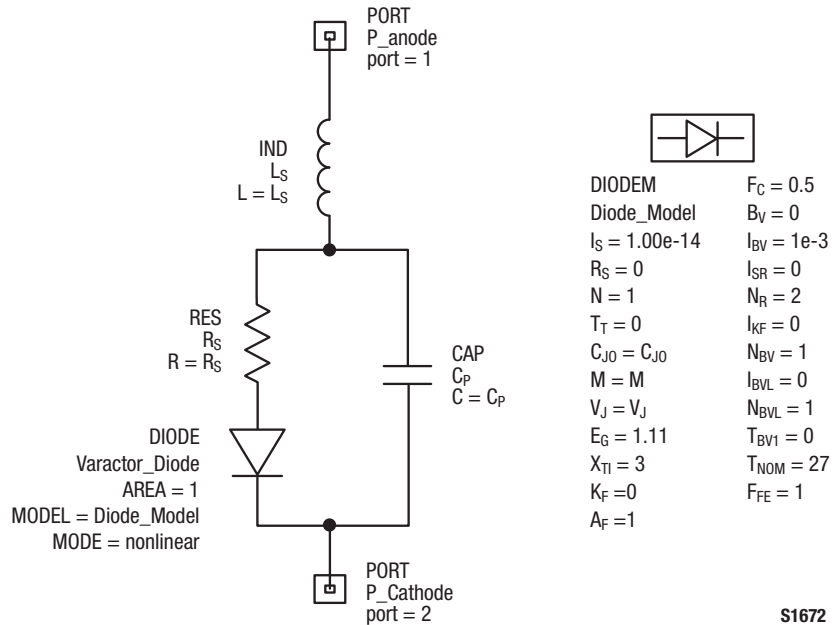 PORT
P_anode
port = 1
IND
LS
L = LS
RES
RS
R = RS
CAP
CP
C = CP
DIODE
Varactor_Diode
AREA = 1
MODEL = Diode_Model
MODE = nonlinear
PORT
P_Cathode
port = 2
DIODEM
Diode_Model
IS = 1.00e-14
RS = 0
N = 1
TT = 0
CJO = CJO
M = M
VJ = VJ
EG = 1.11
XTI = 3
KF =0
AF =1
FC = 0.5
BV = 0
IBV = 1e-3
ISR = 0
NR = 2
IKF = 0
NBV = 1
IBVL = 0
NBVL = 1
TBV1 = 0
TNOM = 27
FFE = 1
S1672